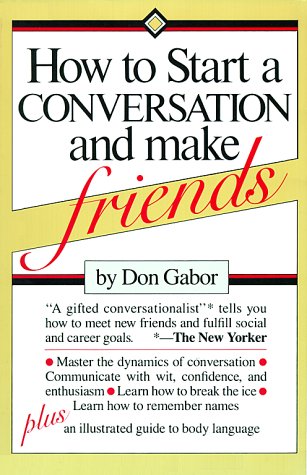 How to Start a
CONVERSATION
and make
friends
by Don Gabor
"A gifted conversationalist"* tells you
how to meet new friends and fulfill social
and career goals. *—The New Yorker
• Master the dynamics of conversation •
Communicate with wit, confidence, and
enthusiasm • Learn how to break the ice •
Learn how to remember names
plus
an illustrated guide to body language